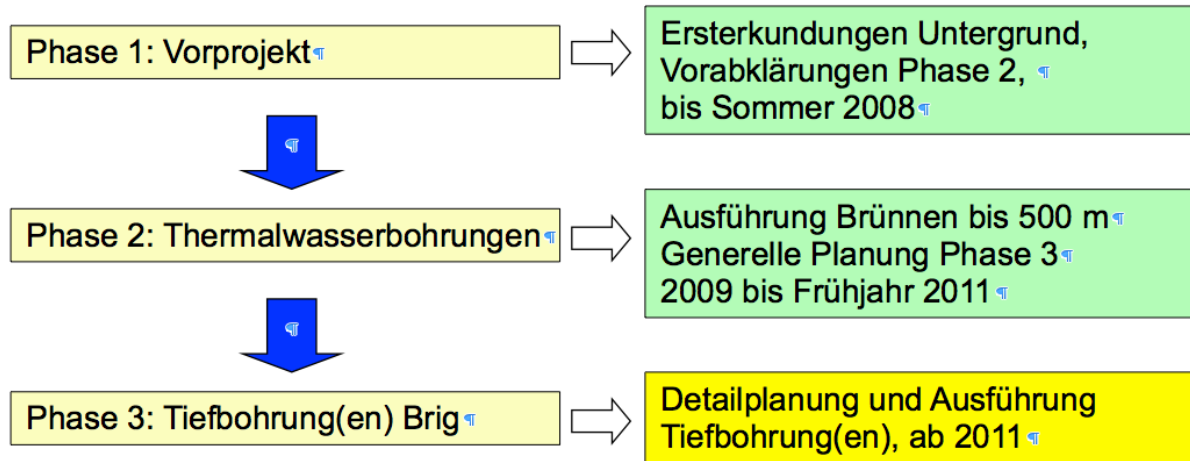 Phase 1: Vorprojekt¶
Ersterkundungen Untergrund,
Vorabklärungen Phase 2, ¶
bis Sommer 2008¶
¶
Phase 2: Thermalwasserbohrungen¶
Ausführung Brünnen bis 500 m¶
Generelle Planung Phase 3¶
2009 bis Frühjahr 2011¶
¶
Phase 3: Tiefbohrung(en) Brig¶
Detailplanung und Ausführung
Tiefbohrung(en), ab 2011¶